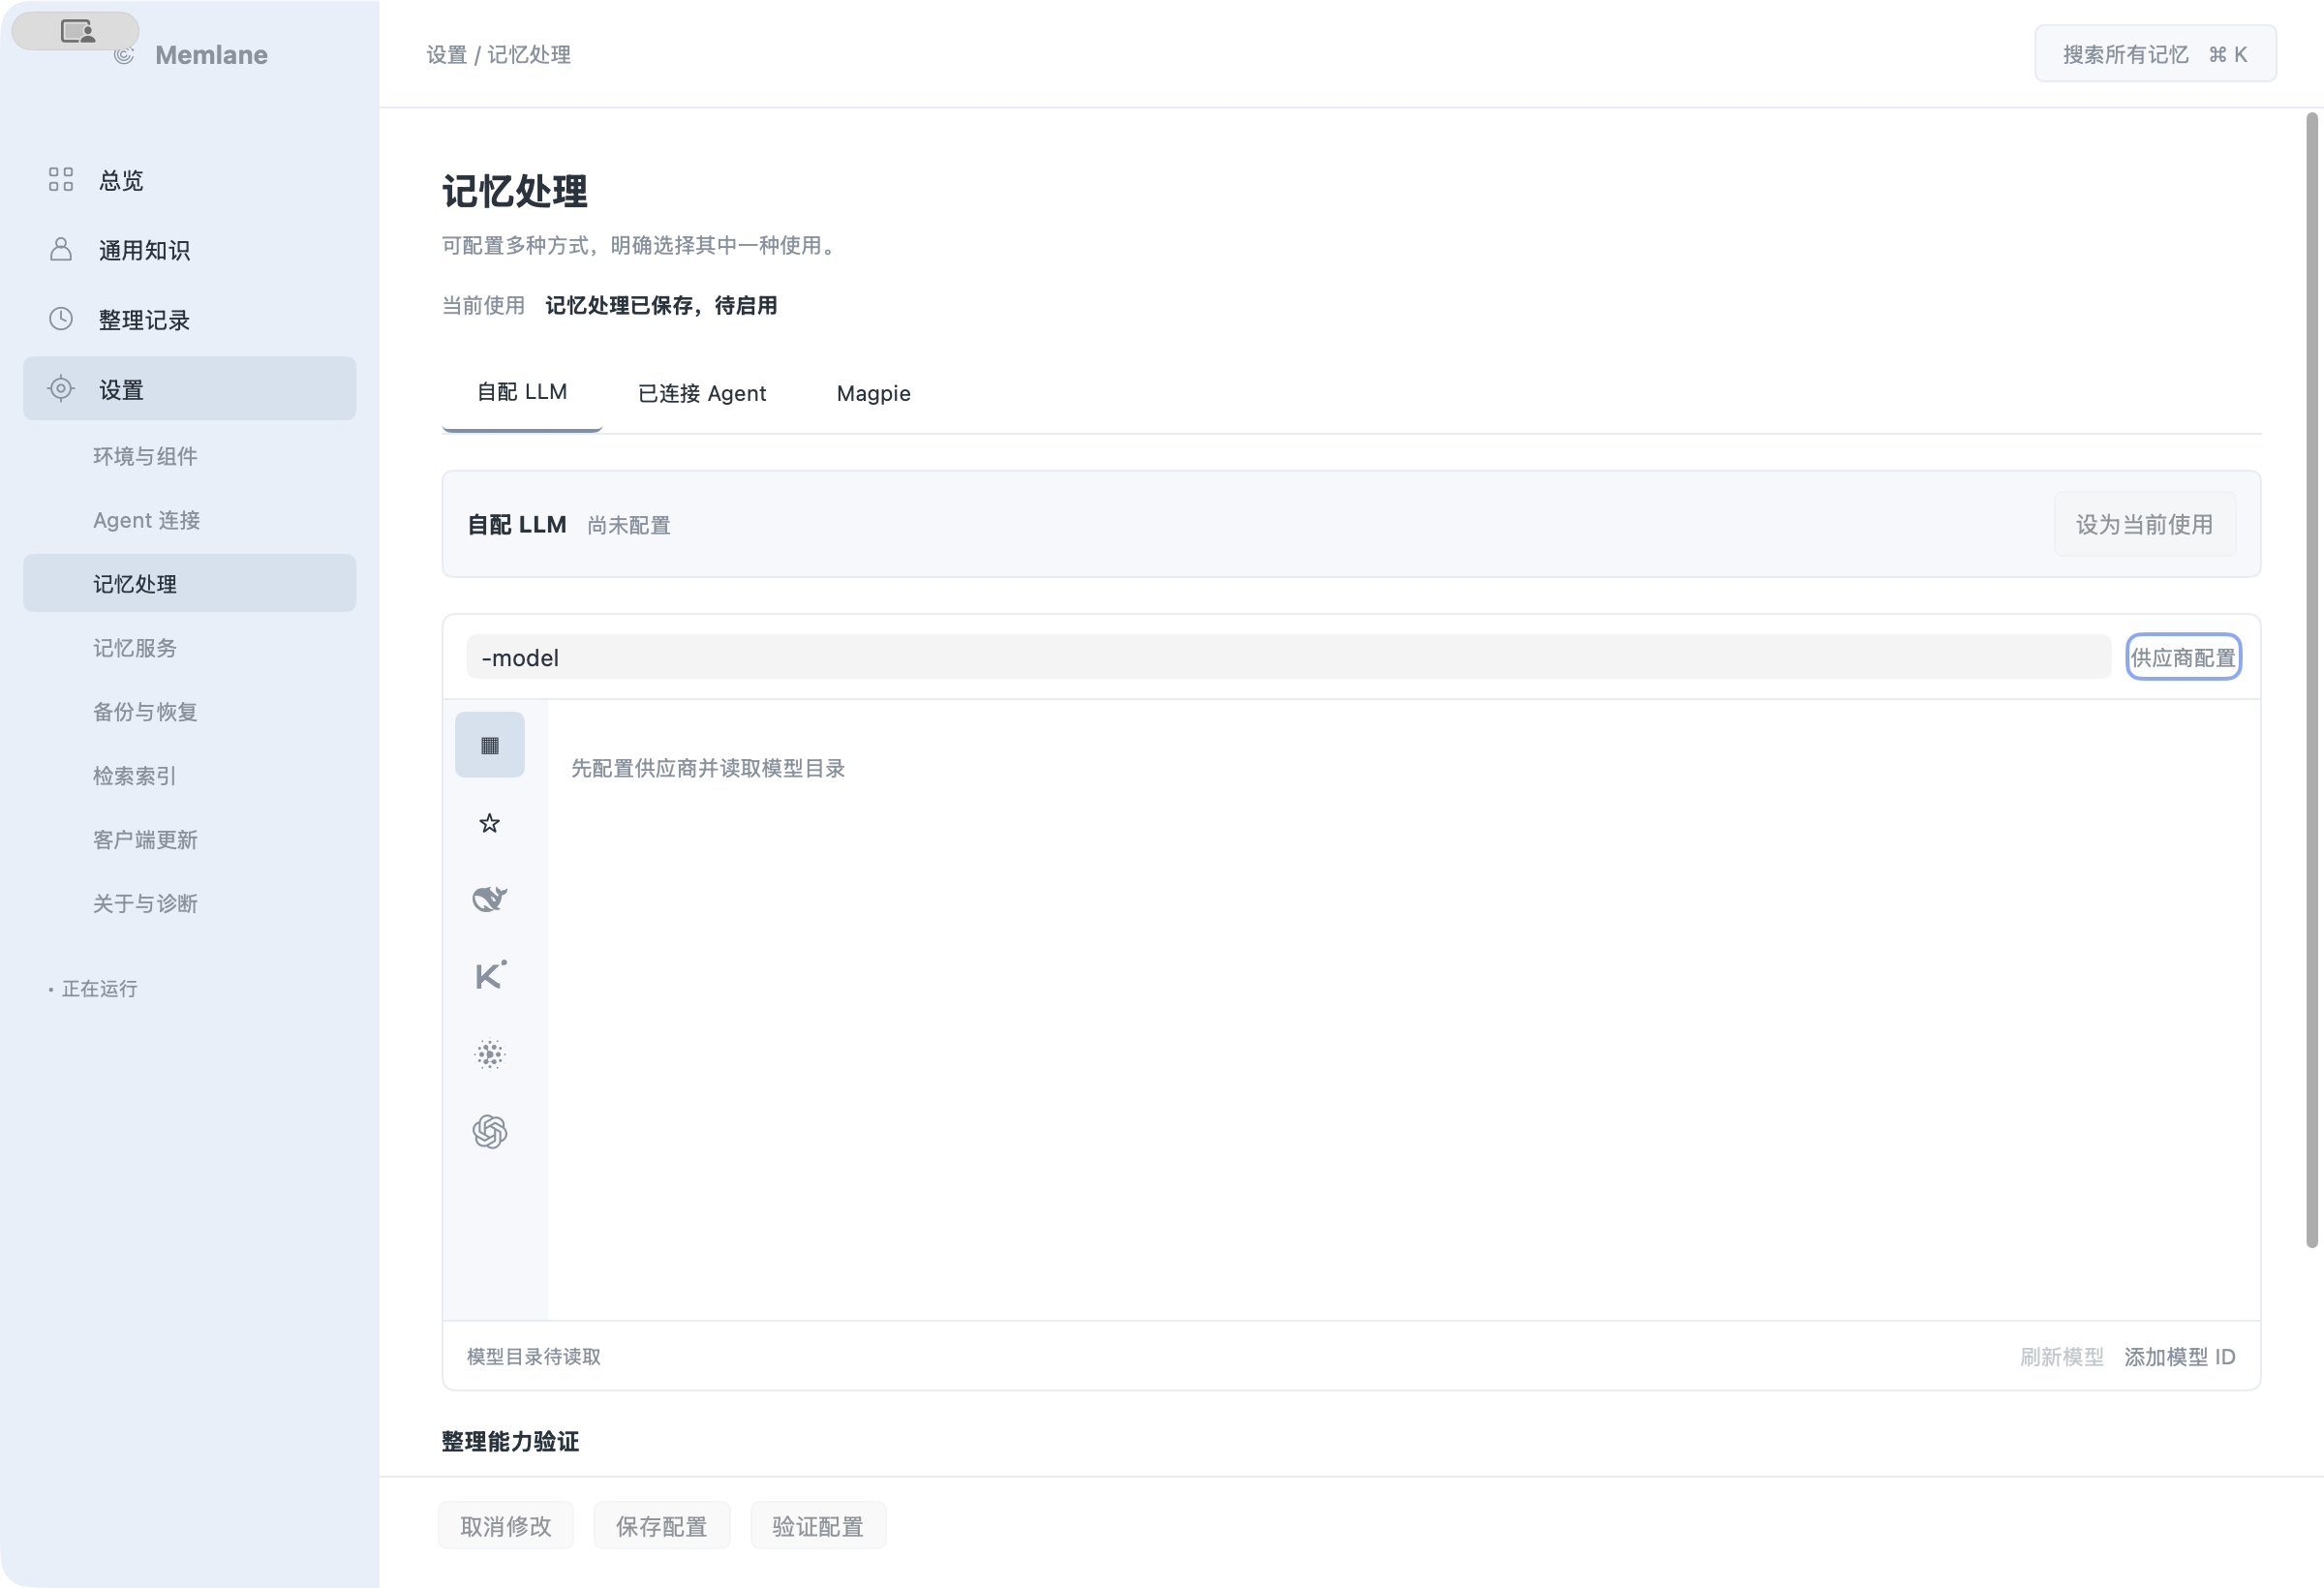 Memlane
设置 / 记忆处理
搜索所有记忆 ⌘ K
总览
通用知识
整理记录
设置
环境与组件
Agent 连接
记忆处理
记忆服务
备份与恢复
检索索引
客户端更新
关于与诊断
• 正在运行
记忆处理
可配置多种方式，明确选择其中一种使用。
当前使用 记忆处理已保存，待启用
自配 LLM 已连接 Agent Magpie
自配 LLM 尚未配置 设为当前使用
-model 供应商配置
先配置供应商并读取模型目录
模型目录待读取 刷新模型 添加模型 ID
整理能力验证
取消修改 保存配置 验证配置